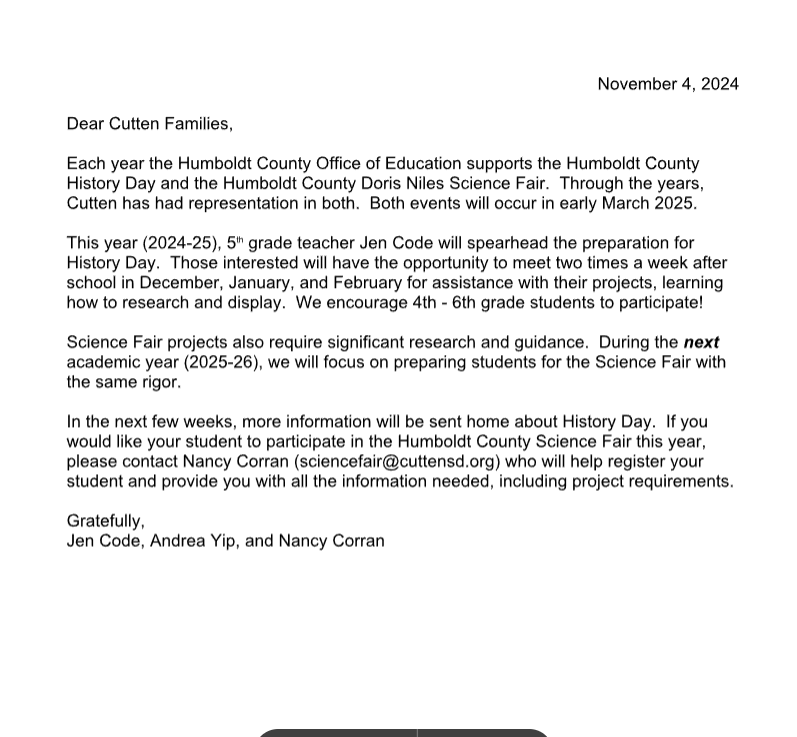 November 4, 2024
Dear Cutten Families,
Each year the Humboldt County Office of Education supports the Humboldt County
History Day and the Humboldt County Doris Niles Science Fair.  Through the years,
Cutten has had representation in both.  Both events will occur in early March 2025.
This year (2024-25), 5th grade teacher Jen Code will spearhead the preparation for
History Day.  Those interested will have the opportunity to meet two times a week after
school in December, January, and February for assistance with their projects, learning
how to research and display.  We encourage 4th - 6th grade students to participate!
Science Fair projects also require significant research and guidance.  During the next
academic year (2025-26), we will focus on preparing students for the Science Fair with
the same rigor.
In the next few weeks, more information will be sent home about History Day.  If you
would like your student to participate in the Humboldt County Science Fair this year,
please contact Nancy Corran (sciencefair@cuttensd.org) who will help register your
student and provide you with all the information needed, including project requirements.
Gratefully,
Jen Code, Andrea Yip, and Nancy Corran